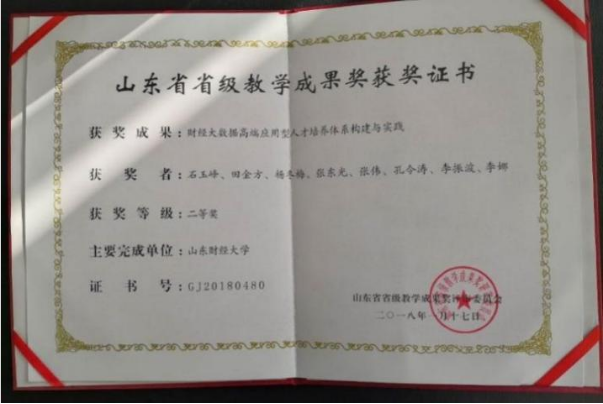 山东省省级教学成果奖获奖证书
获奖成果：财经大数据高端应用型人才培养体系构建与实践
获奖者：石玉峰、田金方、杨冬梅、张东光、张伟、孔令涛、李振波、李娜
获奖等级：二等奖
主要完成单位：山东财经大学
证书号：GJ20180480
山东省省级教学成果奖评审委员会
二〇一八年一月十七日